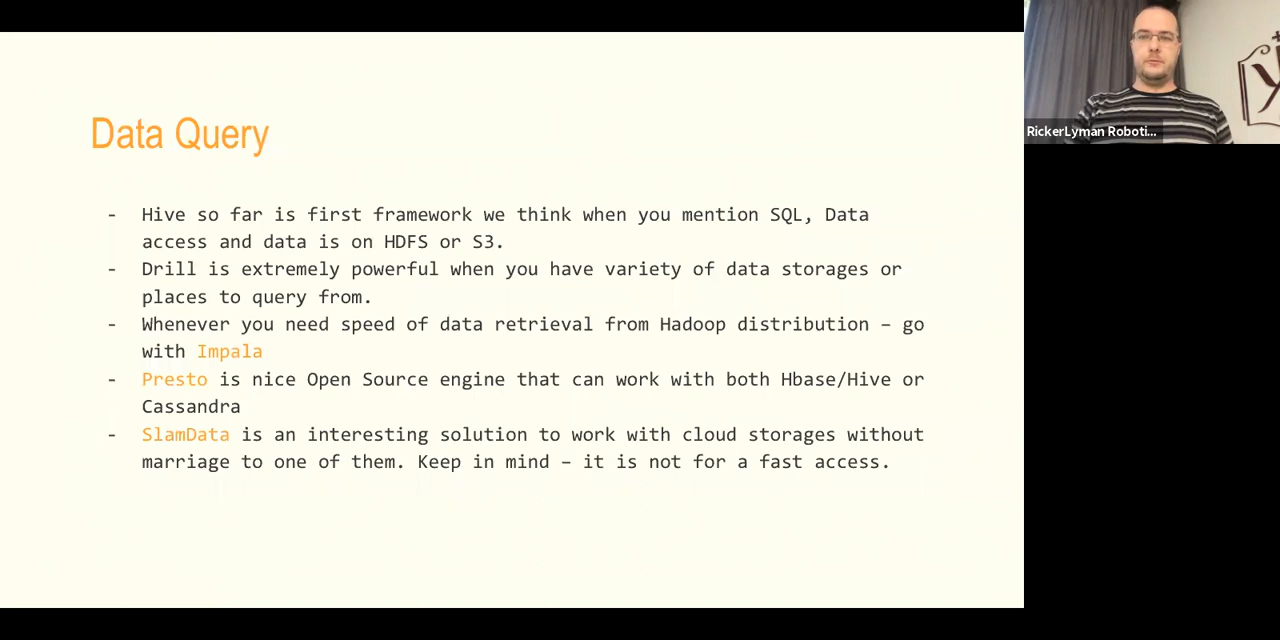 Data Query
- Hive so far is first framework we think when you mention SQL, Data
access and data is on HDFS or S3.
- Drill is extremely powerful when you have variety of data storages or
places to query from.
- Whenever you need speed of data retrieval from Hadoop distribution – go
with Impala
- Presto is nice Open Source engine that can work with both Hbase/Hive or
Cassandra
- SlamData is an interesting solution to work with cloud storages without
marriage to one of them. Keep in mind – it is not for a fast access.
RickerLyman Roboti...